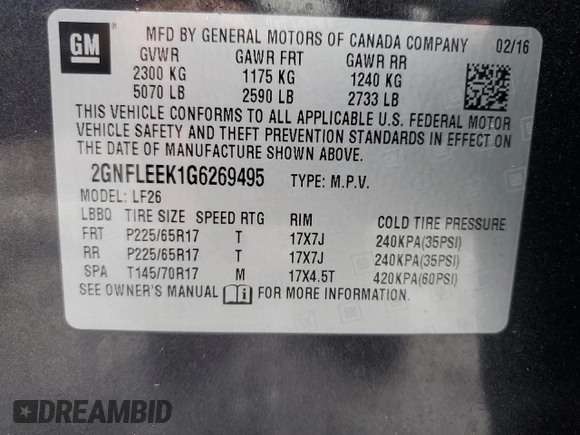 GM
MFD BY GENERAL MOTORS OF CANADA COMPANY 02/16
GVWR GAWR FRT GAWR RR
2300 KG 1175 KG 1240 KG
5070 LB 2590 LB 2733 LB
THIS VEHICLE CONFORMS TO ALL APPLICABLE U.S. FEDERAL MOTOR
VEHICLE SAFETY AND THEFT PREVENTION STANDARDS IN EFFECT ON
THE DATE OF MANUFACTURE SHOWN ABOVE.
2GNFLEEK1G6269495 TYPE: M.P.V.
MODEL: LF26
LBBQ TIRE SIZE SPEED RTG RIM COLD TIRE PRESSURE
FRT P225/65R17 T 17X7J 240KPA(35PSI)
RR P225/65R17 T 17X7J 240KPA(35PSI)
SPA T145/70R17 M 17X4.5T 420KPA(60PSI)
SEE OWNER'S MANUAL FOR MORE INFORMATION.
DREAMBID